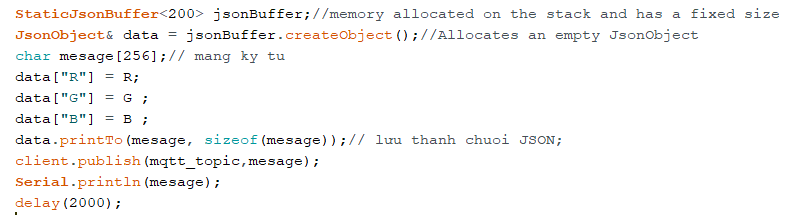 StaticJsonBuffer<200> jsonBuffer;//memory allocated on the stack and has a fixed size
JsonObject& data = jsonBuffer.createObject();//Allocates an empty JsonObject
char mesage[256];// mang ky tu
data["R"] = R;
data["G"] = G ;
data["B"] = B ;
data.printTo(mesage, sizeof(mesage));// lưu thanh chuoi JSON;
client.publish(mqtt_topic,mesage);
Serial.println(mesage);
delay(2000);